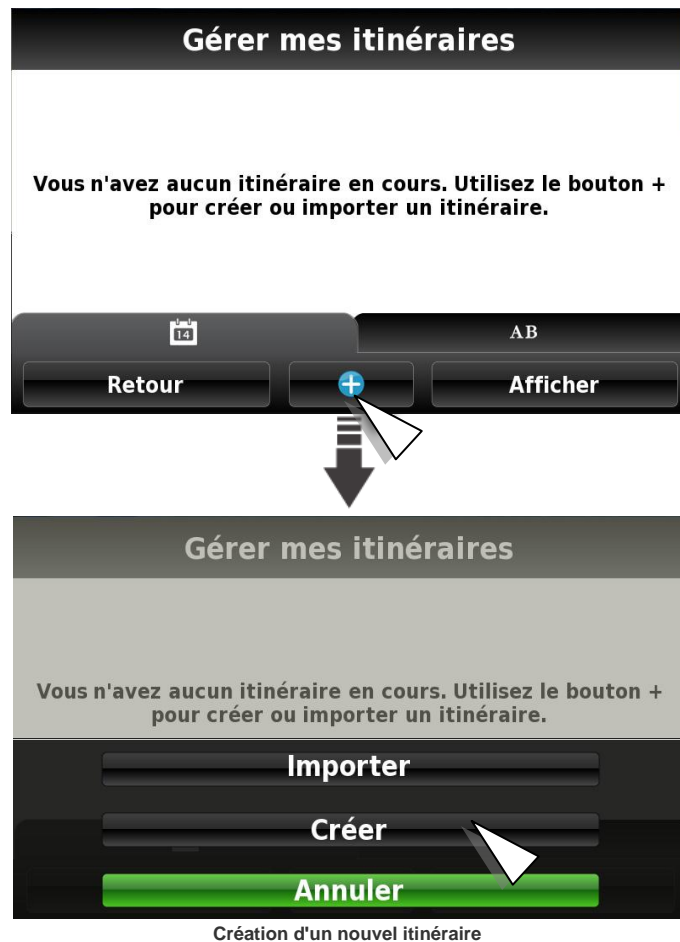 Gérer mes itinéraires
Vous n'avez aucun itinéraire en cours. Utilisez le bouton +
pour créer ou importer un itinéraire.
14
AB
Retour
+
Afficher
Gérer mes itinéraires
Vous n'avez aucun itinéraire en cours. Utilisez le bouton +
pour créer ou importer un itinéraire.
Importer
Créer
Annuler
Création d'un nouvel itinéraire